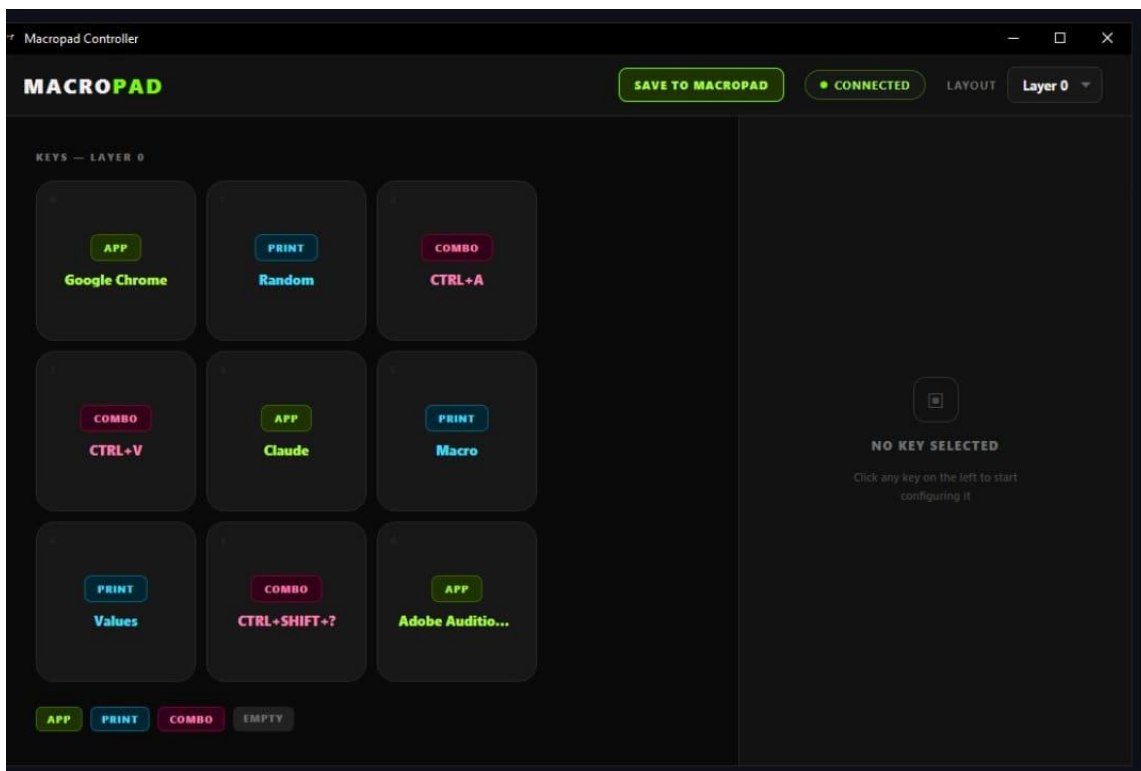 Macropad Controller
MACROPAD
SAVE TO MACROPAD
CONNECTED
LAYOUT
Layer 0
KEYS — LAYER 0
APP
Google Chrome
PRINT
Random
COMBO
CTRL+A
COMBO
CTRL+V
APP
Claude
PRINT
Macro
PRINT
Values
COMBO
CTRL+SHIFT+?
APP
Adobe Auditio...
APP
PRINT
COMBO
EMPTY
NO KEY SELECTED
Click any key on the left to start
configuring it